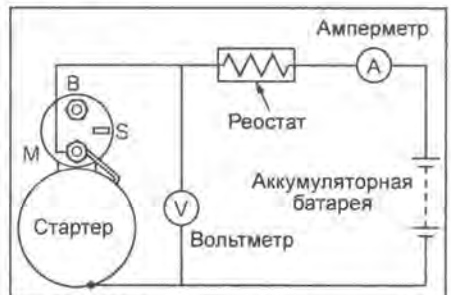 Амперметр
A
B
S
Реостат
M
Аккумуляторная
батарея
V
Стартер
Вольтметр